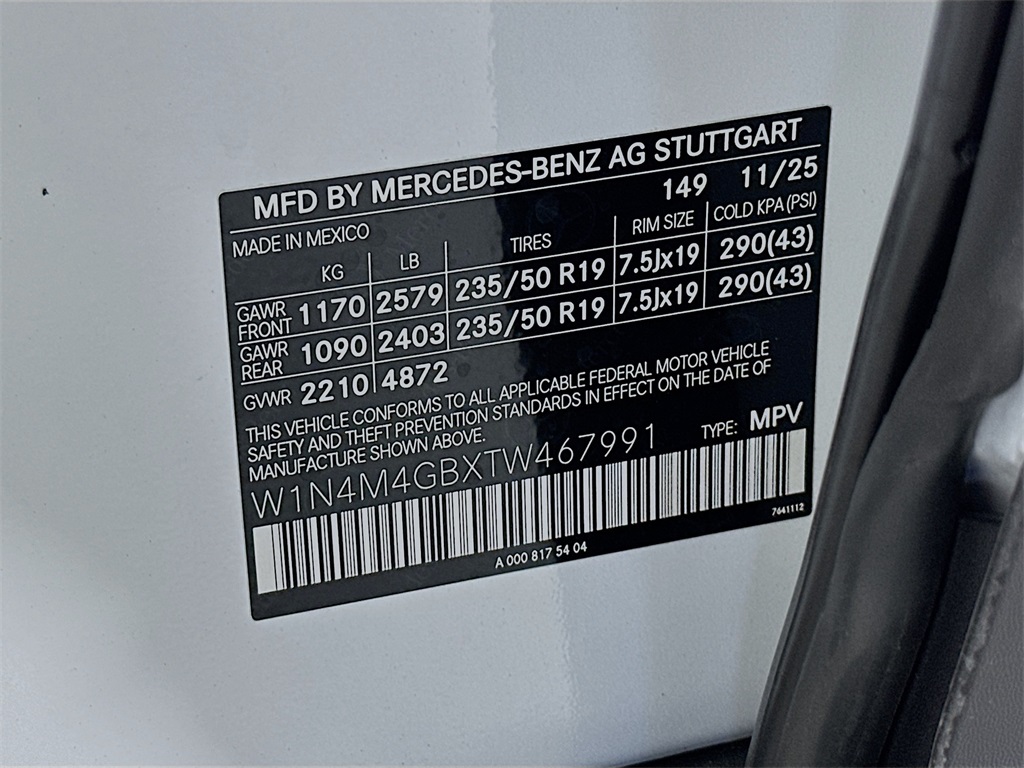 MFD BY MERCEDES-BENZ AG STUTTGART
MADE IN MEXICO 149 11/25
KG LB TIRES RIM SIZE COLD KPA (PSI)
GAWR FRONT 1170 2579 235/50 R19 7.5Jx19 290(43)
GAWR REAR 1090 2403 235/50 R19 7.5Jx19 290(43)
GVWR 2210 4872
THIS VEHICLE CONFORMS TO ALL APPLICABLE FEDERAL MOTOR VEHICLE
SAFETY AND THEFT PREVENTION STANDARDS IN EFFECT ON THE DATE OF
MANUFACTURE SHOWN ABOVE.
W1N4M4GBXTW467991 TYPE: MPV
7641112
A 000 817 54 04